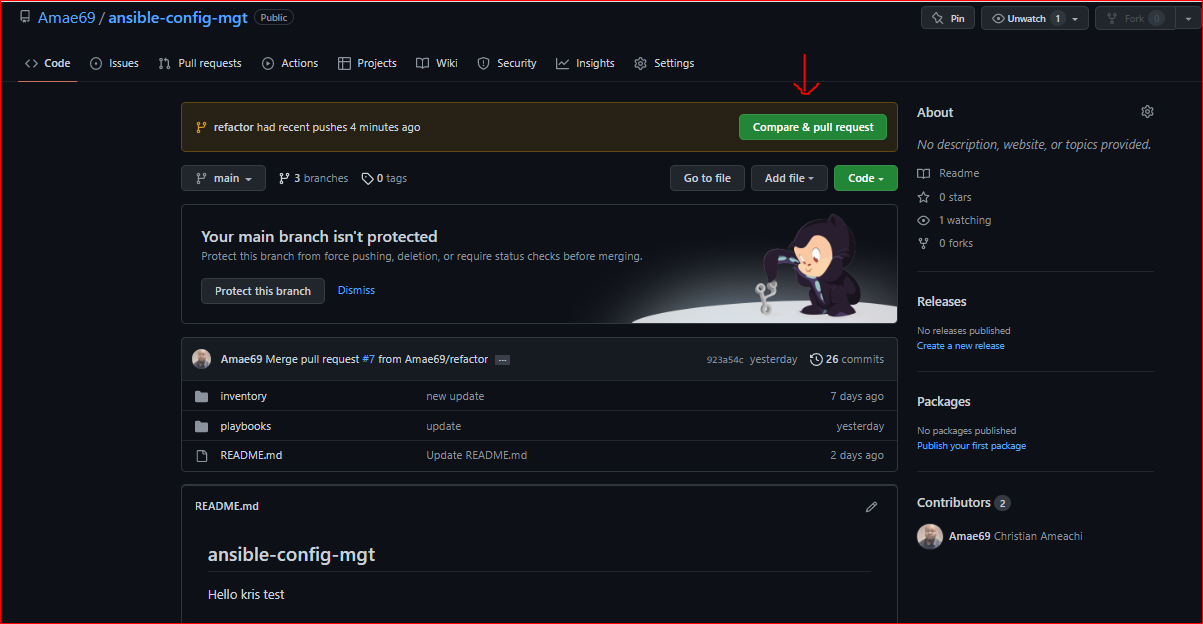 Amae69 / ansible-config-mgt Public
Pin Unwatch 1 Fork 0
Code Issues Pull requests Actions Projects Wiki Security Insights Settings
refactor had recent pushes 4 minutes ago Compare & pull request
main 3 branches 0 tags Go to file Add file Code
Your main branch isn't protected
Protect this branch from force pushing, deletion, or require status checks before merging.
Protect this branch Dismiss
Amae69 Merge pull request #7 from Amae69/refactor ... 923a54c yesterday 26 commits
inventory new update 7 days ago
playbooks update yesterday
README.md Update README.md 2 days ago
README.md
ansible-config-mgt
Hello kris test
About
No description, website, or topics provided.
Readme
0 stars
1 watching
0 forks
Releases
No releases published
Create a new release
Packages
No packages published
Publish your first package
Contributors 2
Amae69 Christian Ameachi